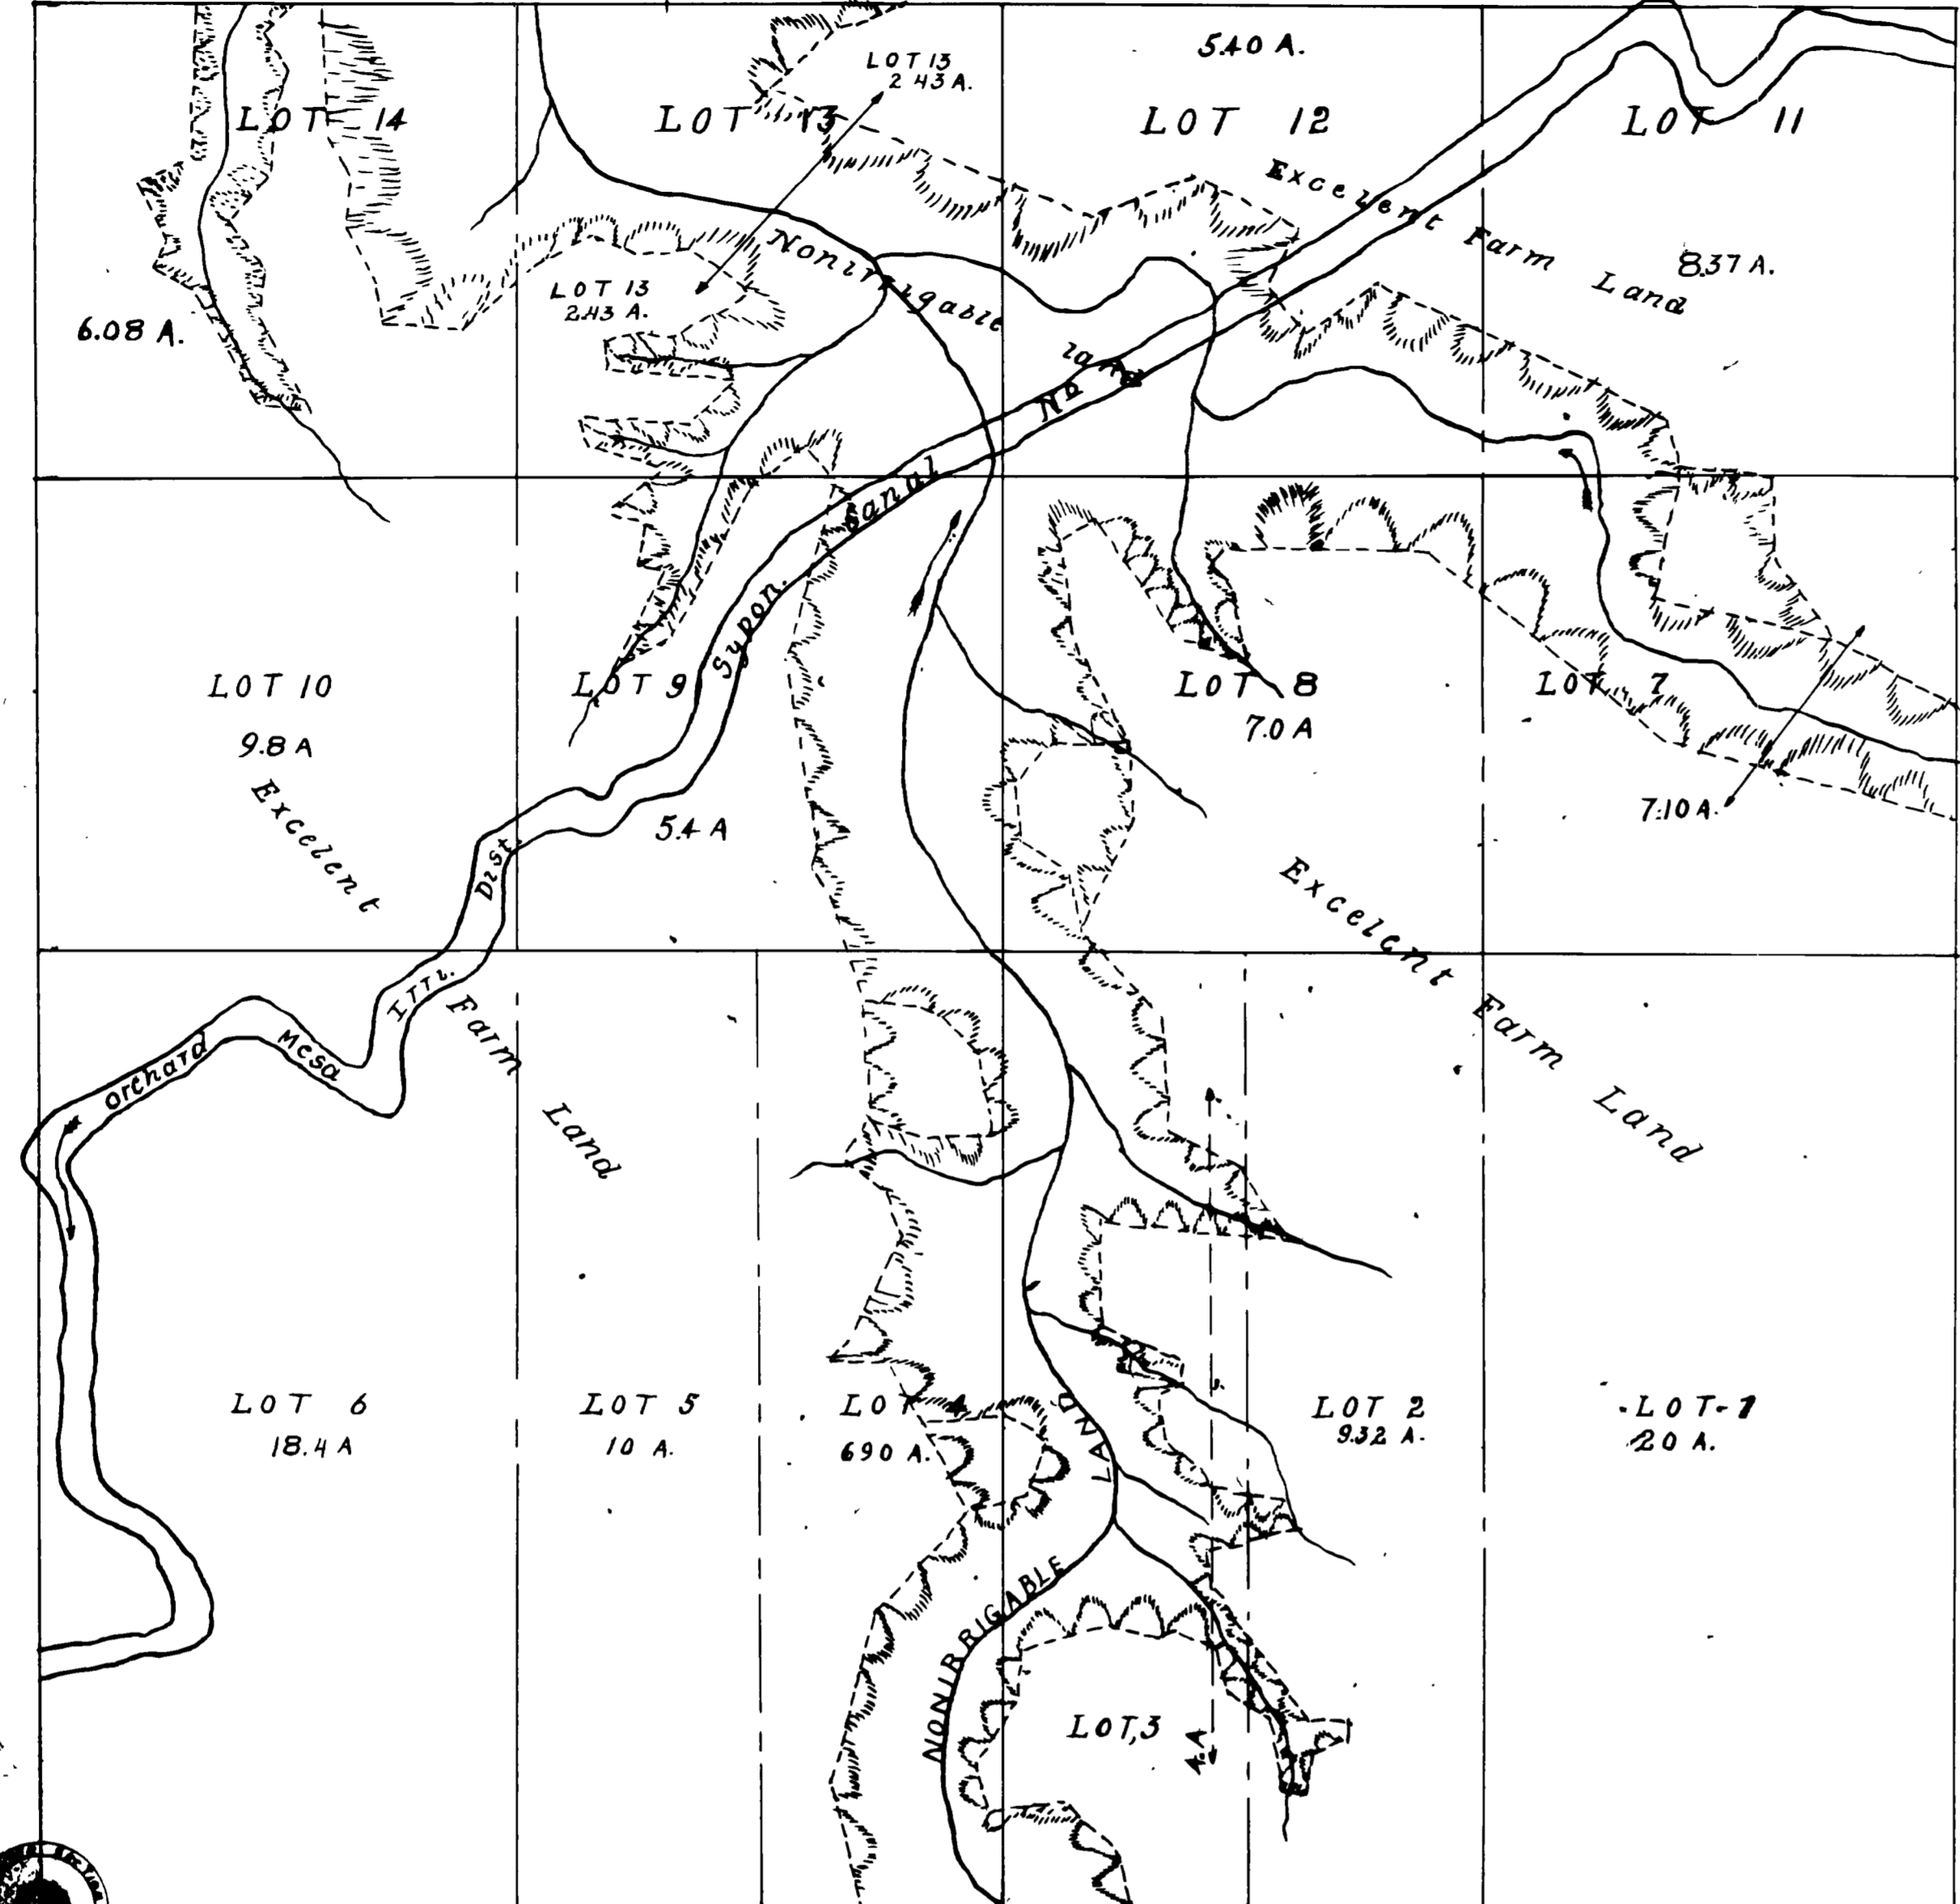 5.40 A.
LOT 13
2.43 A.
LOT 14
LOT 13
LOT 12
LOT 11
Excelent Farm Land
8.37 A.
Nonirrigable land
LOT 13
2.43 A.
6.08 A.
No 2
Sypon. Canal
LOT 10
9.8 A
LOT 9
5.4 A
LOT 8
7.0 A
LOT 7
7.10 A.
Excelent Farm Land
Excelent Farm Land
Orchard Mesa Irri. Dist.
LOT 6
18.4 A
LOT 5
10 A.
LOT 4
6.90 A.
LOT 2
9.32 A.
LOT-1
20 A.
NONIRRIGABLE LAND
LOT, 3
4.A